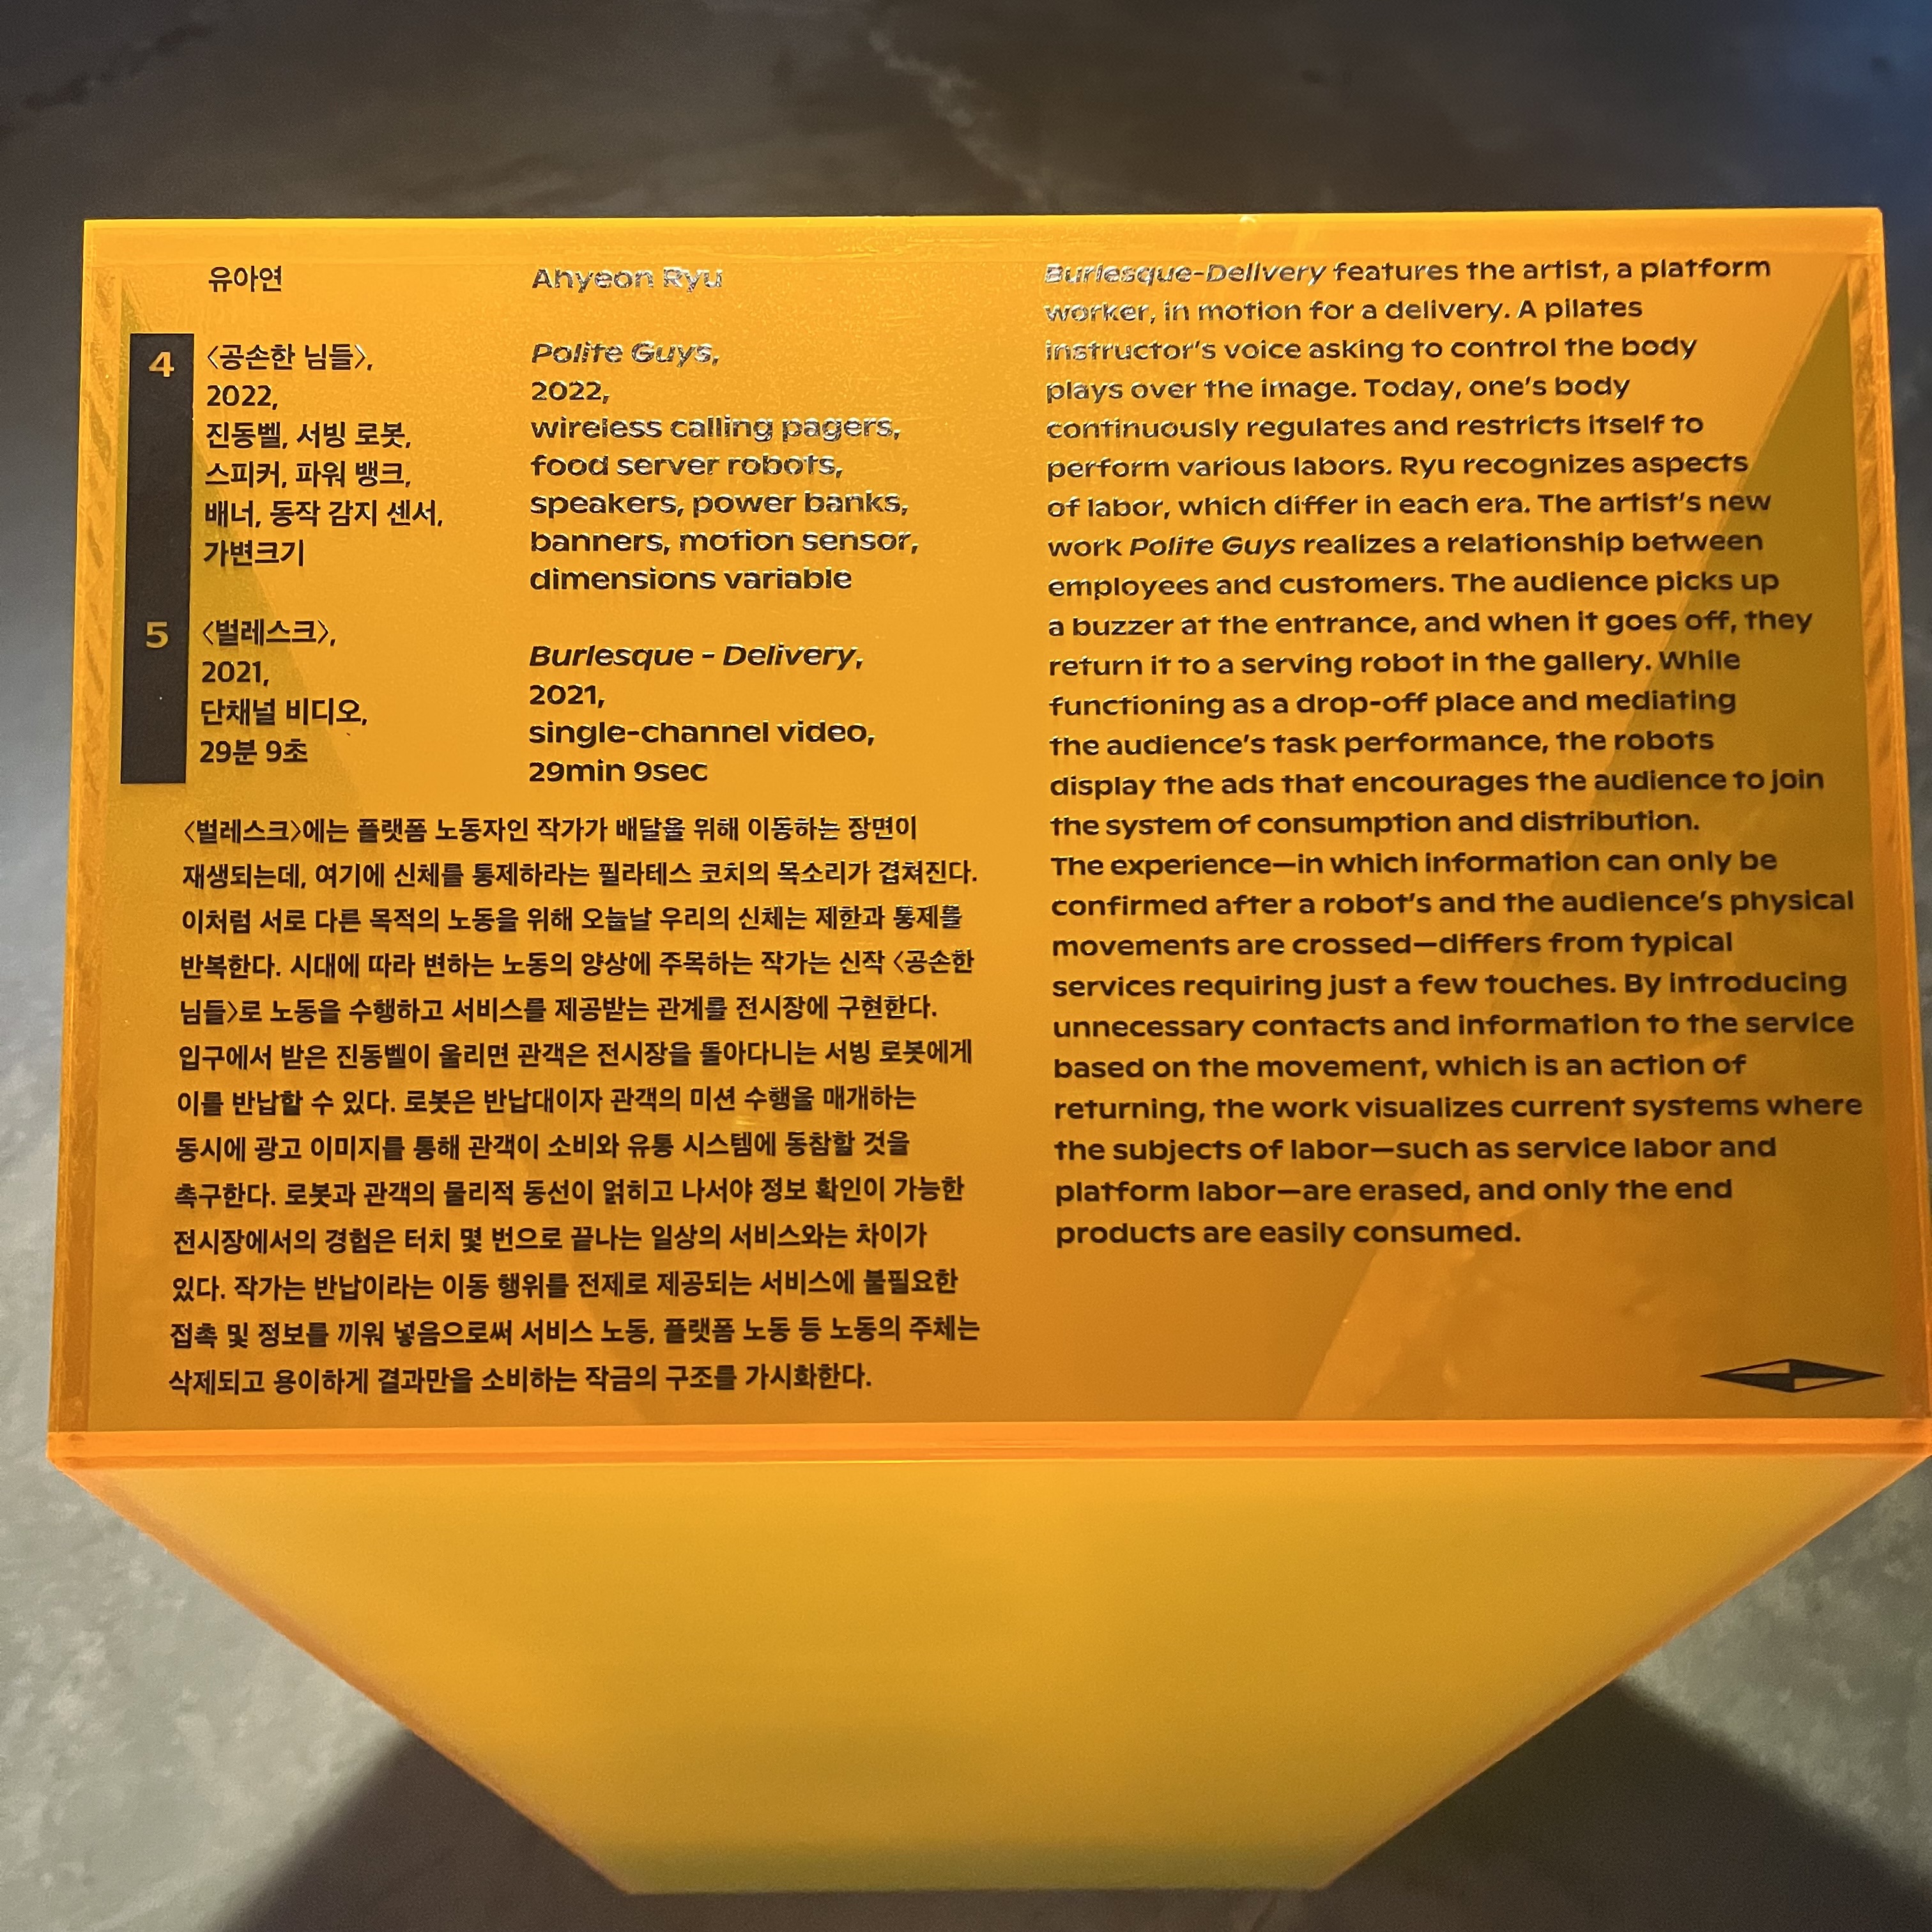 유아연
4
〈공손한 님들〉,
2022,
진동벨, 서빙 로봇,
스피커, 파워 뱅크,
배너, 동작 감지 센서,
가변크기
5
〈벌레스크〉,
2021,
단채널 비디오,
29분 9초
Ahyeon Ryu
Polite Guys,
2022,
wireless calling pagers,
food server robots,
speakers, power banks,
banners, motion sensor,
dimensions variable
Burlesque - Delivery,
2021,
single-channel video,
29min 9sec
〈벌레스크〉에는 플랫폼 노동자인 작가가 배달을 위해 이동하는 장면이
재생되는데, 여기에 신체를 통제하라는 필라테스 코치의 목소리가 겹쳐진다.
이처럼 서로 다른 목적의 노동을 위해 오늘날 우리의 신체는 제한과 통제를
반복한다. 시대에 따라 변하는 노동의 양상에 주목하는 작가는 신작 〈공손한
님들〉로 노동을 수행하고 서비스를 제공받는 관계를 전시장에 구현한다.
입구에서 받은 진동벨이 울리면 관객은 전시장을 돌아다니는 서빙 로봇에게
이를 반납할 수 있다. 로봇은 반납대이자 관객의 미션 수행을 매개하는
동시에 광고 이미지를 통해 관객이 소비와 유통 시스템에 동참할 것을
촉구한다. 로봇과 관객의 물리적 동선이 얽히고 나서야 정보 확인이 가능한
전시장에서의 경험은 터치 몇 번으로 끝나는 일상의 서비스와는 차이가
있다. 작가는 반납이라는 이동 행위를 전제로 제공되는 서비스에 불필요한
접촉 및 정보를 끼워 넣음으로써 서비스 노동, 플랫폼 노동 등 노동의 주체는
삭제되고 용이하게 결과만을 소비하는 작금의 구조를 가시화한다.
Burlesque-Delivery features the artist, a platform
worker, in motion for a delivery. A pilates
instructor's voice asking to control the body
plays over the image. Today, one's body
continuously regulates and restricts itself to
perform various labors. Ryu recognizes aspects
of labor, which differ in each era. The artist's new
work Polite Guys realizes a relationship between
employees and customers. The audience picks up
a buzzer at the entrance, and when it goes off, they
return it to a serving robot in the gallery. While
functioning as a drop-off place and mediating
the audience's task performance, the robots
display the ads that encourages the audience to join
the system of consumption and distribution.
The experience—in which information can only be
confirmed after a robot's and the audience's physical
movements are crossed—differs from typical
services requiring just a few touches. By introducing
unnecessary contacts and information to the service
based on the movement, which is an action of
returning, the work visualizes current systems where
the subjects of labor—such as service labor and
platform labor—are erased, and only the end
products are easily consumed.